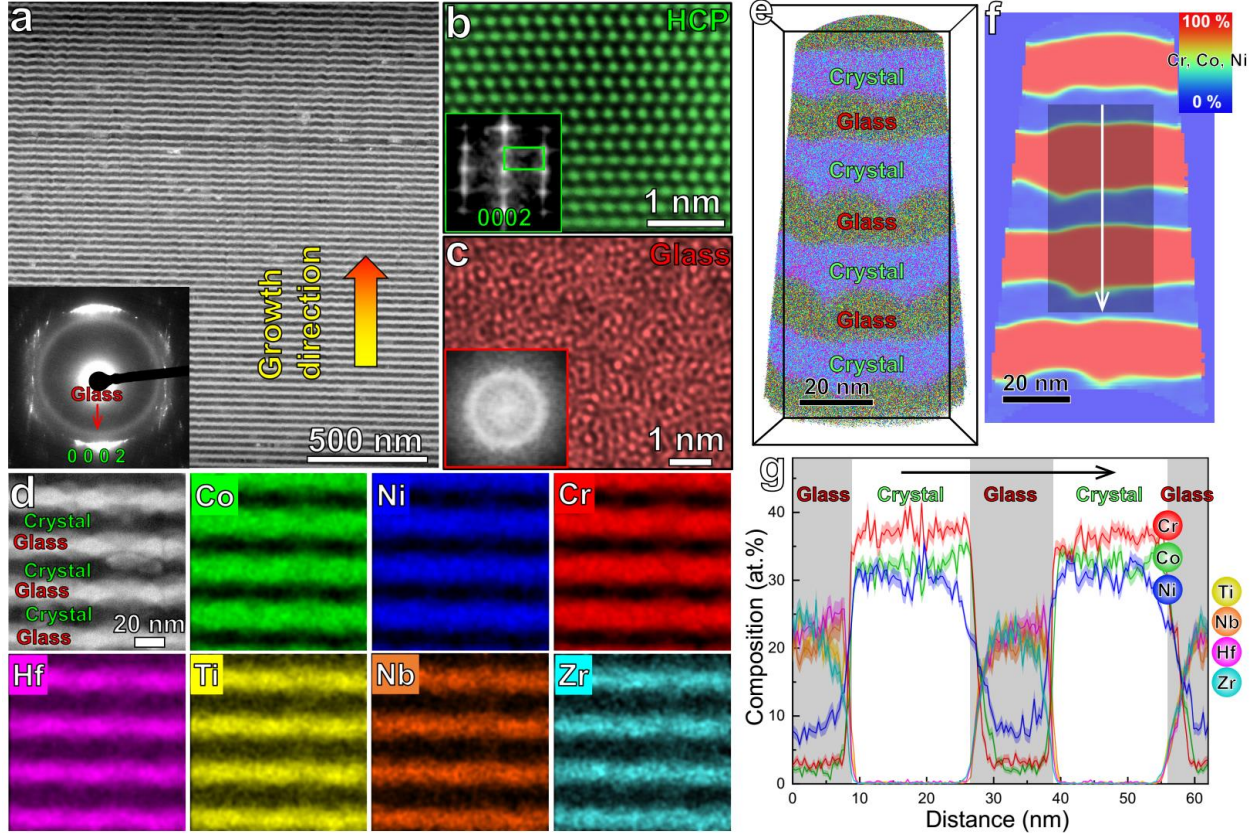 a
Growth
direction
Glass
0 0 0 2
500 nm
b
HCP
0002
1 nm
c
Glass
1 nm
d
Crystal
Glass
Crystal
Glass
Crystal
Glass
20 nm
Co
Ni
Cr
Hf
Ti
Nb
Zr
e
Crystal
Glass
Crystal
Glass
Crystal
Glass
Crystal
20 nm
f
100 %
Cr, Co, Ni
0 %
20 nm
g
Glass
Crystal
Glass
Crystal
Glass
Cr
Co
Ni
Ti
Nb
Hf
Zr
Composition (at.%)
40
30
20
10
0
0 10 20 30 40 50 60
Distance (nm)